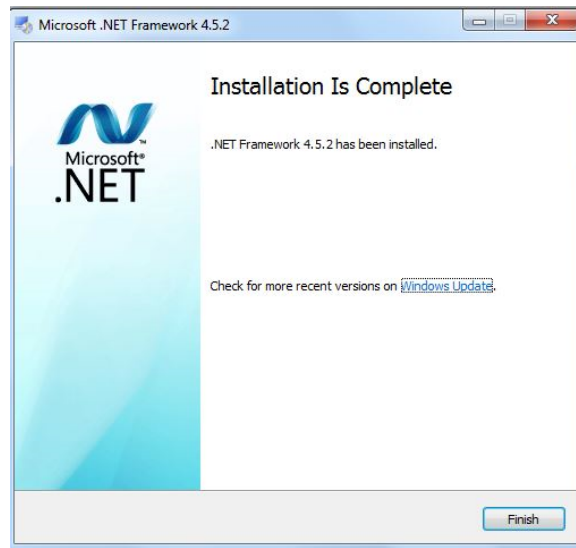 Microsoft .NET Framework 4.5.2
Installation Is Complete
.NET Framework 4.5.2 has been installed.
Microsoft®
.NET
Check for more recent versions on Windows Update.
Finish